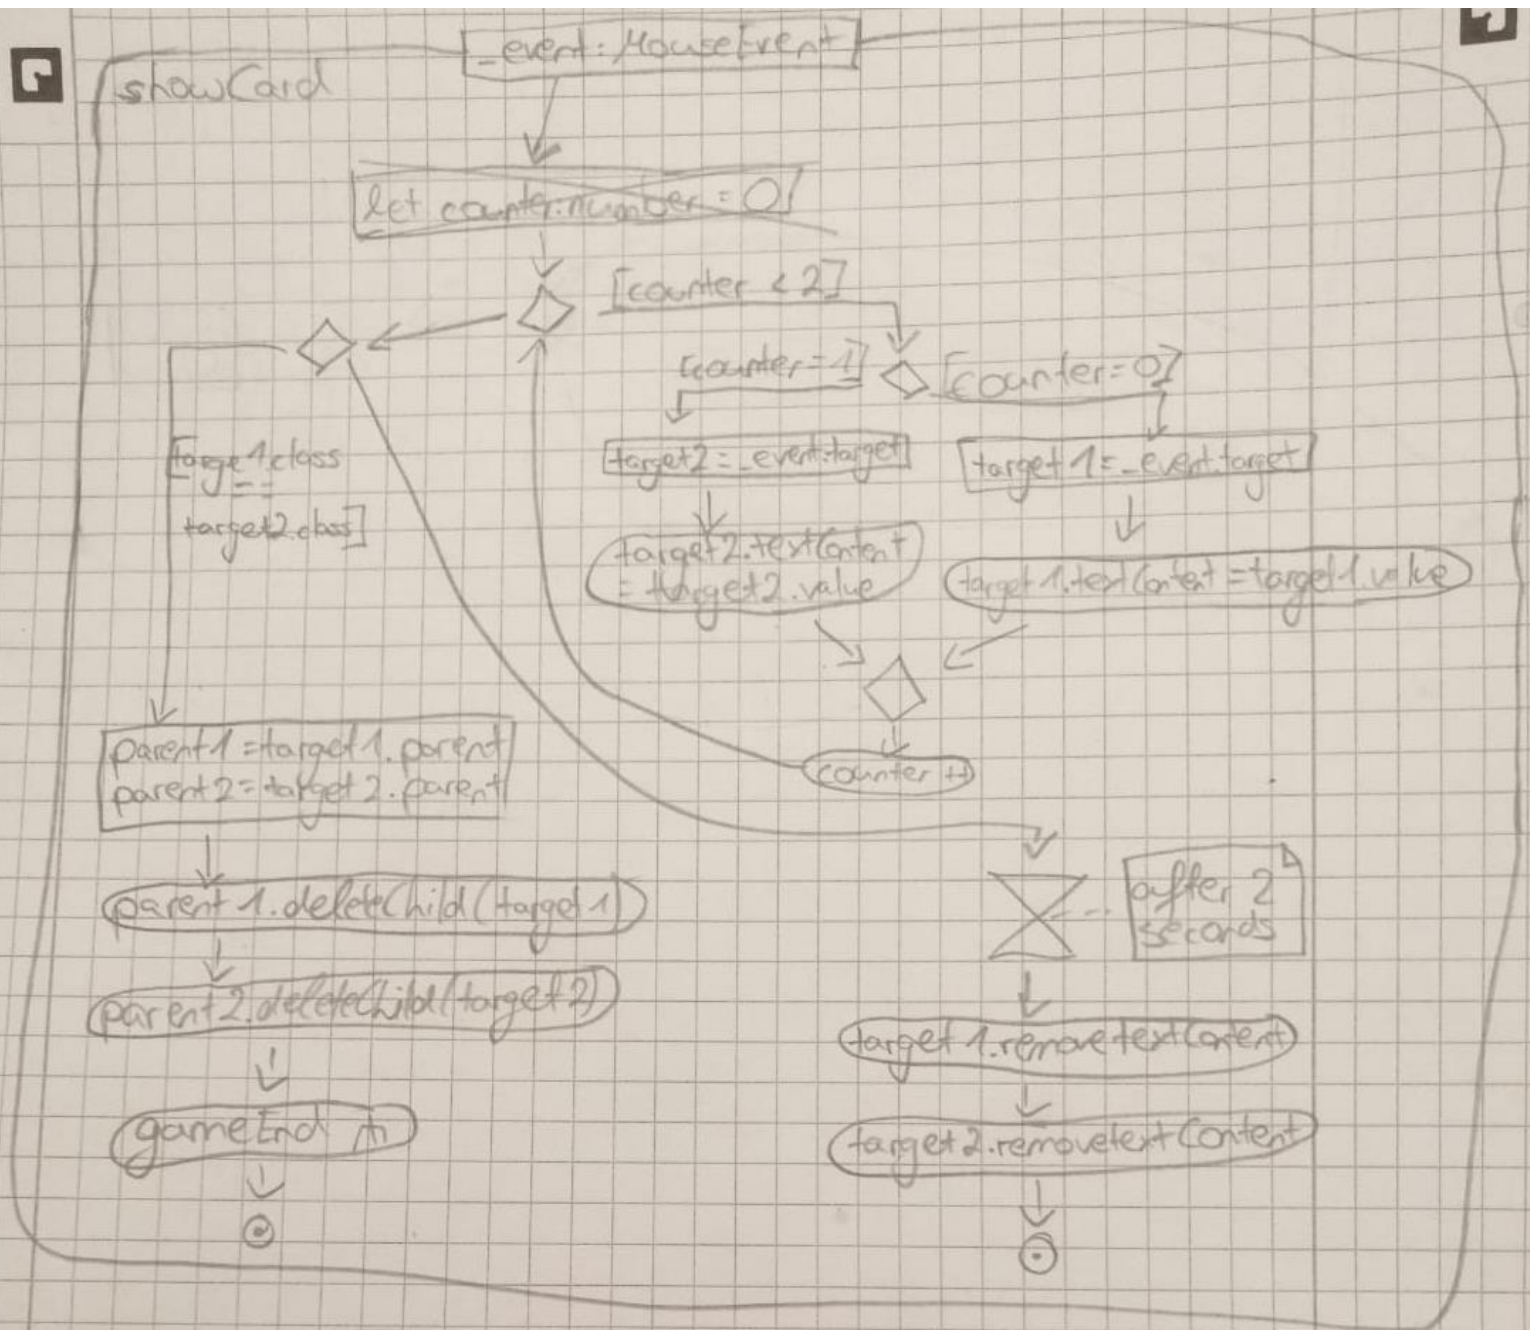 _event: MouseEvent
showCard
let counter:number = 0
[counter < 2]
[counter=1]
[counter=0]
[targe1.class
==
target2.class]
target2 = _event.target
target1 = _event.target
target2.textContent
= target2.value
target1.textContent = target1.value
counter ++
parent1 = target1.parent
parent2 = target2.parent
after 2
seconds
parent1.deleteChild(target1)
parent2.deleteChild(target2)
gameEnd
target1.removetextContent
target2.removetextContent